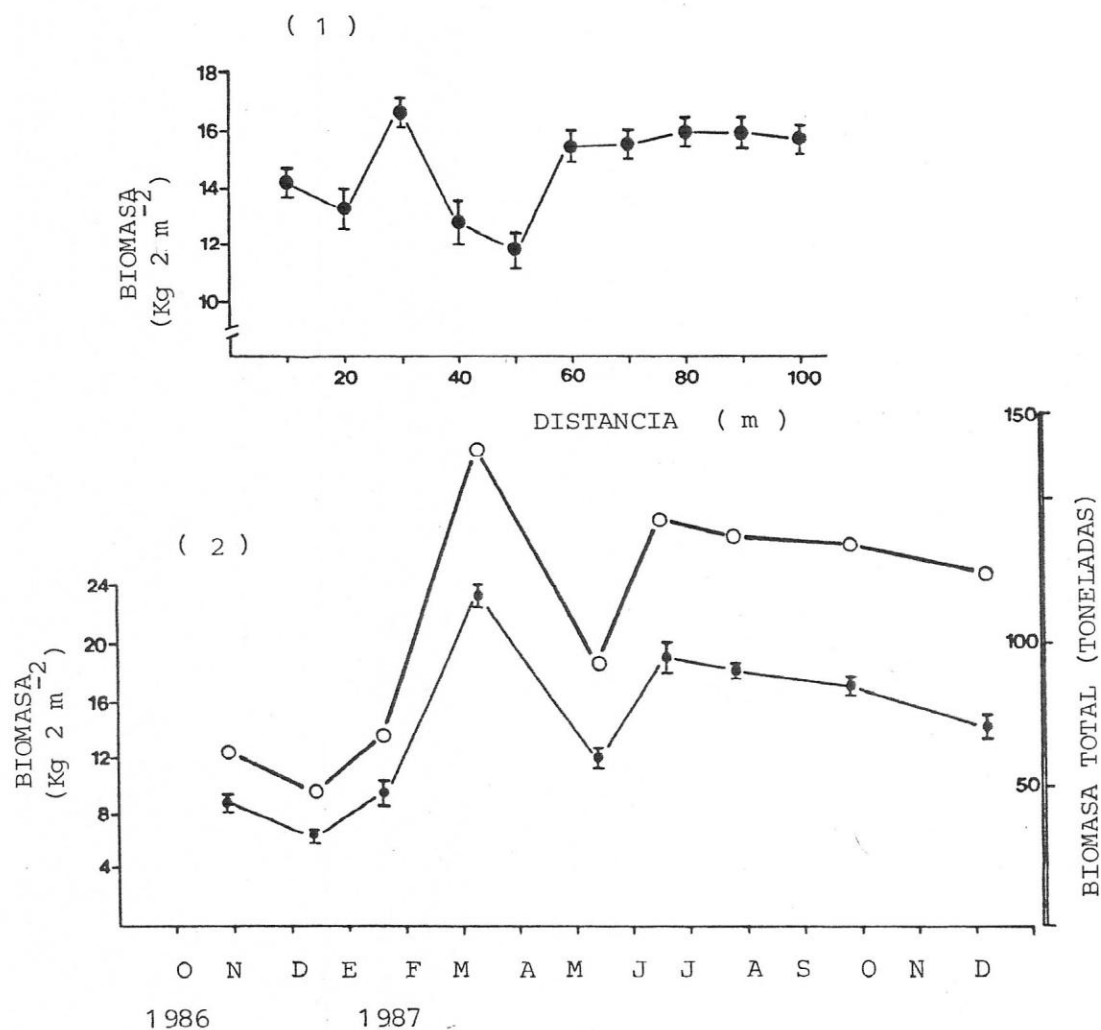 ( 1 )
18
16
14
12
10
BIOMASA
(Kg 2 m-2)
20 40 60 80 100
DISTANCIA ( m )
( 2 )
24
20
16
12
8
4
BIOMASA
(Kg 2 m-2)
150
100
50
BIOMASA TOTAL (TONELADAS)
O N D E F M A M J J A S O N D
1986 1987